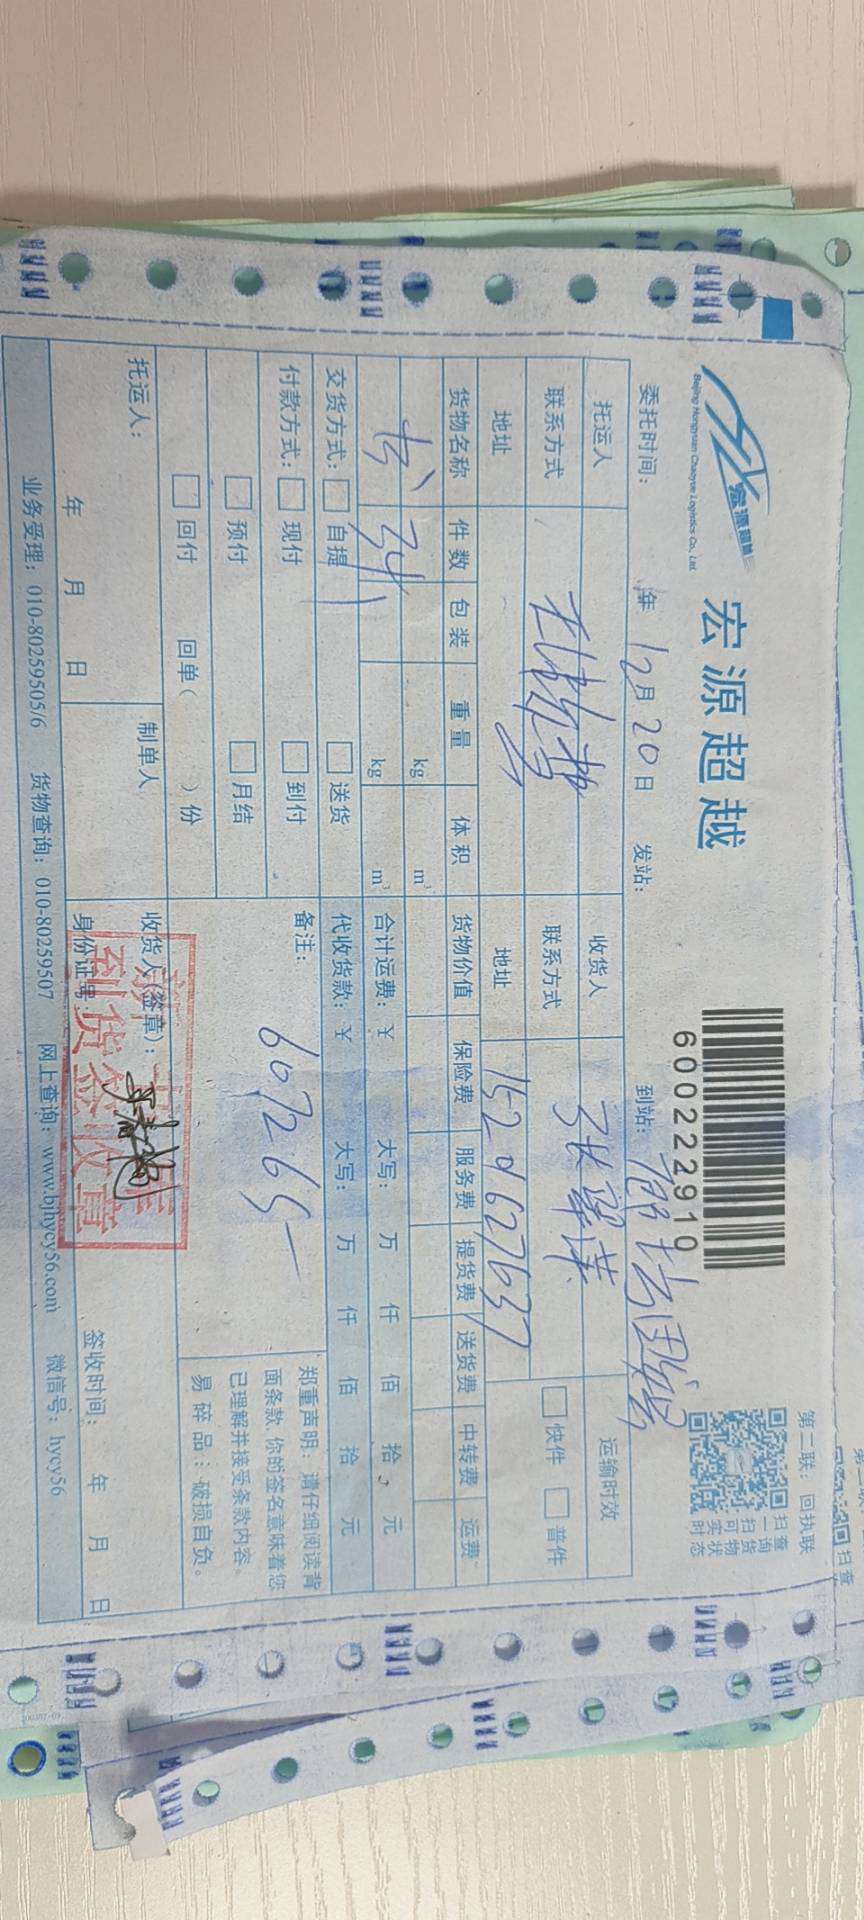 宏源超越
Beijing Hongyuan Chaoyue Logistics Co., Ltd.
600222910
第二联：回执联
扫一扫可实时
查询货物状态
委托时间： 年 12月 20日 发站： 到站：
托运人 收货人 张翠萍 运输时效
联系方式 联系方式 快件 普件
地址 地址 15296627637
货物名称 件数 包装 重量 体积 货物价值 保险费 服务费 提货费 送货费 中转费 运费
kg m³
书 34 kg m³ 合计运费：¥ 大写： 万 仟 佰 拾 元
交货方式： 自提 送货 代收货款：¥ 大写： 万 仟 佰 拾 元
付款方式： 现付 到付 备注：
预付 月结 607265
回付 回单（ ）份
郑重声明：请仔细阅读背
面条款，你的签名意味着您
已理解并接受条款内容。
易碎品：破损自负。
托运人： 制单人 收货人（签章）：
年 月 日 身份证号： 签收时间： 年 月 日
到货签收章
业务受理：010-80259505/6 货物查询：010-80259507 网上查询：www.bjhycy56.com 微信号：hycy56